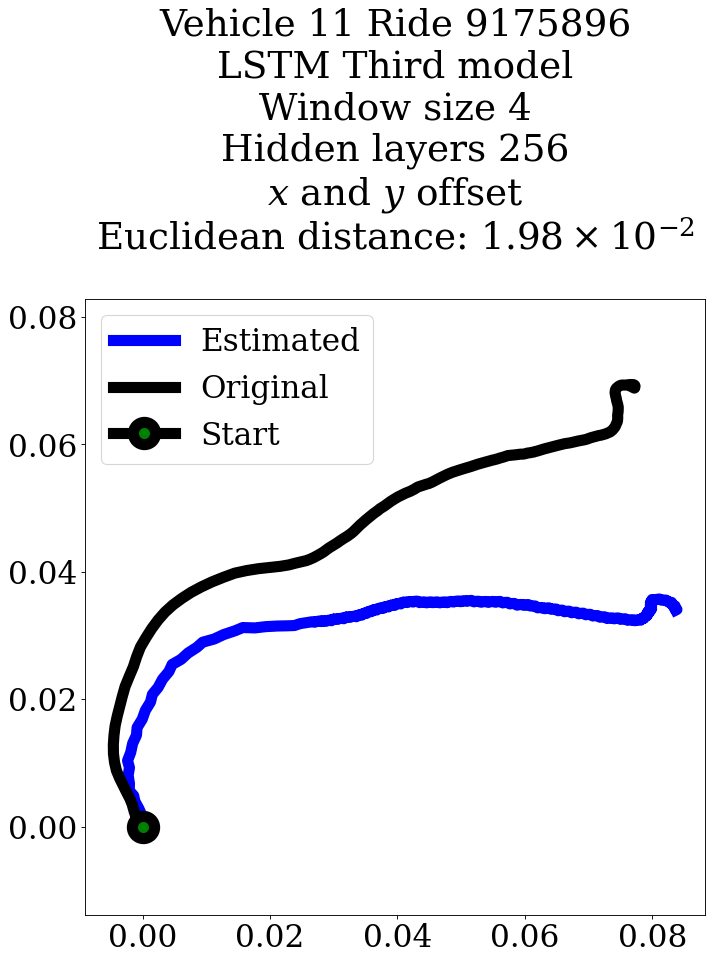 Vehicle 11 Ride 9175896
LSTM Third model
Window size 4
Hidden layers 256
x and y offset
Euclidean distance: 1.98 × 10⁻²
Estimated
Original
Start
0.08
0.06
0.04
0.02
0.00
0.00 0.02 0.04 0.06 0.08